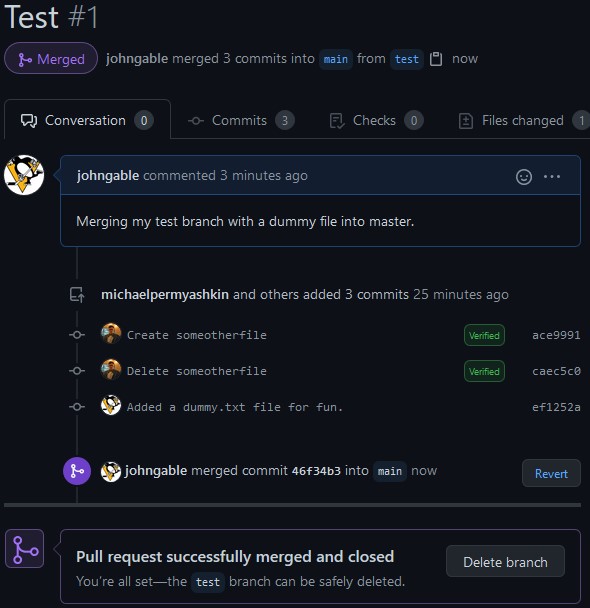 Test #1
Merged johngable merged 3 commits into main from test now
Conversation 0 Commits 3 Checks 0 Files changed 1
johngable commented 3 minutes ago
Merging my test branch with a dummy file into master.
michaelpermyashkin and others added 3 commits 25 minutes ago
Create someotherfile Verified ace9991
Delete someotherfile Verified caec5c0
Added a dummy.txt file for fun. ef1252a
johngable merged commit 46f34b3 into main now Revert
Pull request successfully merged and closed
You're all set—the test branch can be safely deleted.
Delete branch